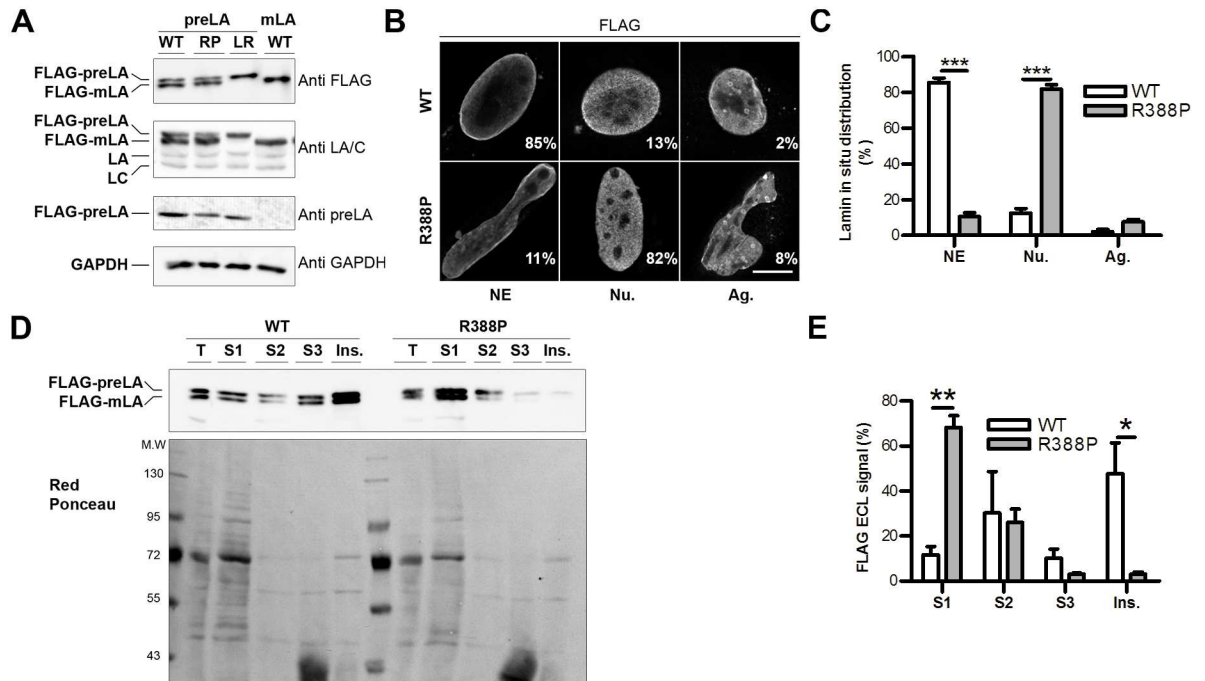 A
preLA mLA
WT RP LR WT
FLAG-preLA
FLAG-mLA
Anti FLAG
FLAG-preLA
FLAG-mLA
LA
LC
Anti LA/C
FLAG-preLA
Anti preLA
GAPDH
Anti GAPDH
B
FLAG
WT
85%
13%
2%
R388P
11%
82%
8%
NE Nu. Ag.
C
Lamin in situ distribution
(%)
100
80
60
40
20
0
*** ***
WT
R388P
NE Nu. Ag.
D
WT R388P
T S1 S2 S3 Ins. T S1 S2 S3 Ins.
FLAG-preLA
FLAG-mLA
M.W
130
95
72
55
43
Red
Ponceau
E
FLAG ECL signal (%)
80
60
40
20
0
** *
WT
R388P
S1 S2 S3 Ins.